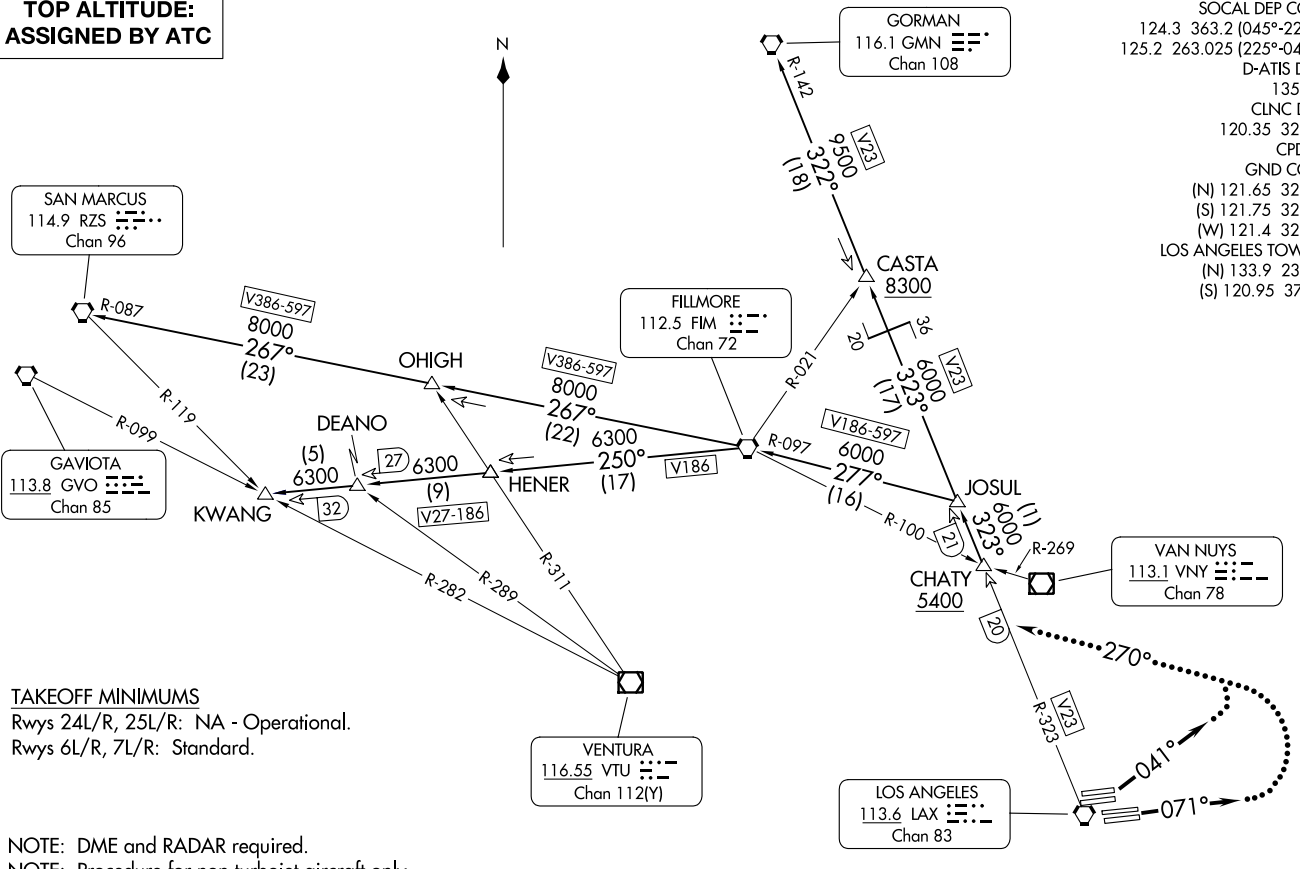 TOP ALTITUDE:
ASSIGNED BY ATC
N
GORMAN
116.1 GMN
Chan 108
SOCAL DEP CO
124.3 363.2 (045°-22
125.2 263.025 (225°-04
D-ATIS D
135
CLNC D
120.35 32
CPD
GND CO
(N) 121.65 32
(S) 121.75 32
(W) 121.4 32
LOS ANGELES TOW
(N) 133.9 23
(S) 120.95 37
R-142
V23
9500
322°
(18)
SAN MARCUS
114.9 RZS
Chan 96
R-087
V386-597
8000
267°
(23)
CASTA
8300
FILLMORE
112.5 FIM
Chan 72
20
36
R-021
V23
6000
323°
(17)
OHIGH
V386-597
8000
267°
(22)
R-119
R-099
DEANO
(5)
6300
27
6300
(9)
V27-186
6300
250°
(17)
V186
R-097
V186-597
6000
277°
(16)
GAVIOTA
113.8 GVO
Chan 85
KWANG
32
HENER
R-100
21
JOSUL
(1)
6000
323°
R-269
CHATY
5400
VAN NUYS
113.1 VNY
Chan 78
R-282
R-289
R-311
20
270°
V23
R-323
041°
071°
TAKEOFF MINIMUMS
Rwys 24L/R, 25L/R: NA - Operational.
Rwys 6L/R, 7L/R: Standard.
VENTURA
116.55 VTU
Chan 112(Y)
LOS ANGELES
113.6 LAX
Chan 83
NOTE: DME and RADAR required.
NOTE: Procedure for non-turbojet aircraft only.